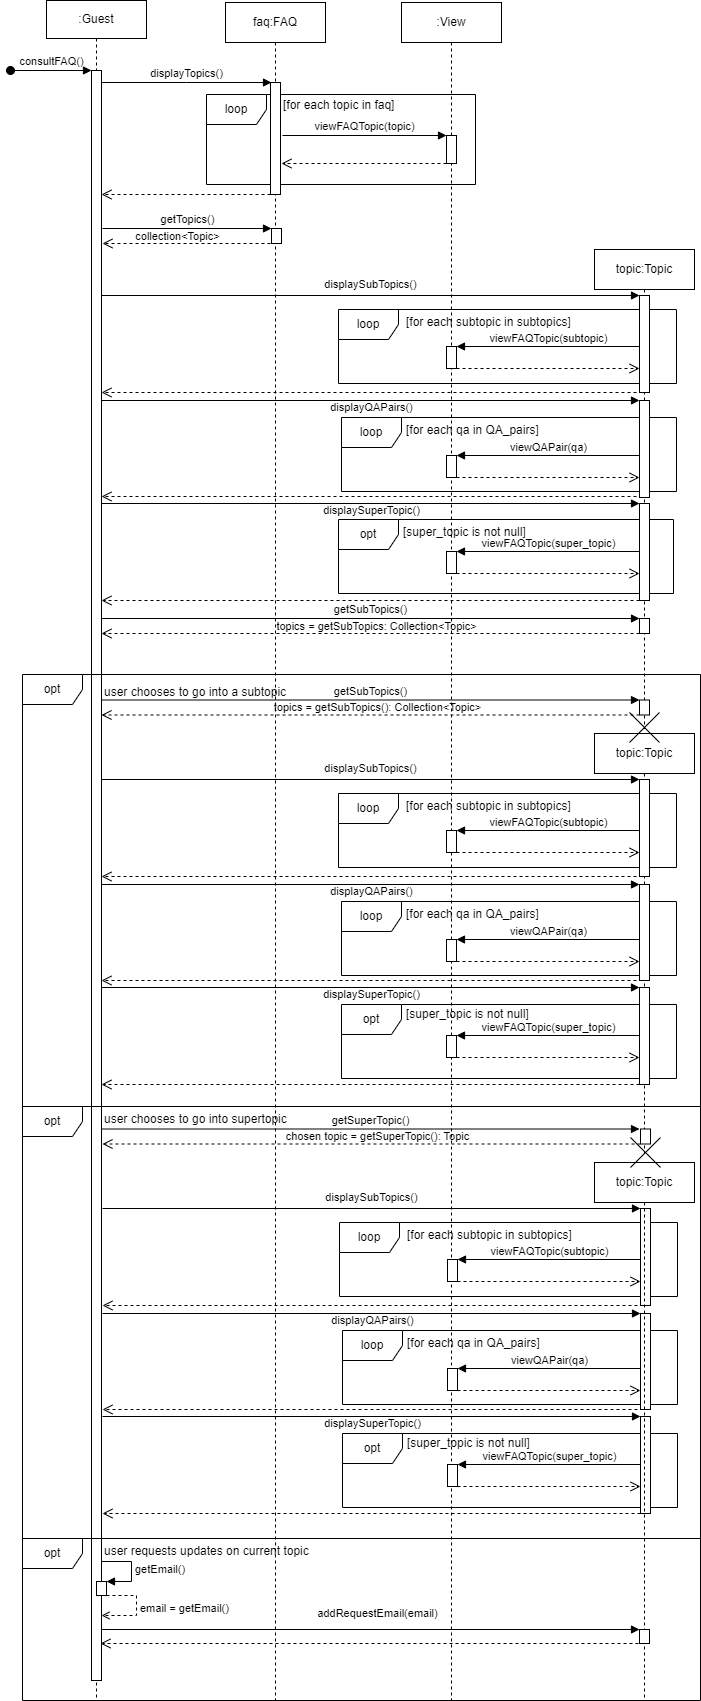 :Guest
faq:FAQ
:View
consultFAQ()
displayTopics()
loop
[for each topic in faq]
viewFAQTopic(topic)
getTopics()
collection<Topic>
topic:Topic
displaySubTopics()
loop
[for each subtopic in subtopics]
viewFAQTopic(subtopic)
displayQAPairs()
loop
[for each qa in QA_pairs]
viewQAPair(qa)
displaySuperTopic()
opt
[super_topic is not null]
viewFAQTopic(super_topic)
getSubTopics()
topics = getSubTopics: Collection<Topic>
opt
user chooses to go into a subtopic
getSubTopics()
topics = getSubTopics(): Collection<Topic>
topic:Topic
displaySubTopics()
loop
[for each subtopic in subtopics]
viewFAQTopic(subtopic)
displayQAPairs()
loop
[for each qa in QA_pairs]
viewQAPair(qa)
displaySuperTopic()
opt
[super_topic is not null]
viewFAQTopic(super_topic)
opt
user chooses to go into supertopic
getSuperTopic()
chosen topic = getSuperTopic(): Topic
topic:Topic
displaySubTopics()
loop
[for each subtopic in subtopics]
viewFAQTopic(subtopic)
displayQAPairs()
loop
[for each qa in QA_pairs]
viewQAPair(qa)
displaySuperTopic()
opt
[super_topic is not null]
viewFAQTopic(super_topic)
opt
user requests updates on current topic
getEmail()
email = getEmail()
addRequestEmail(email)